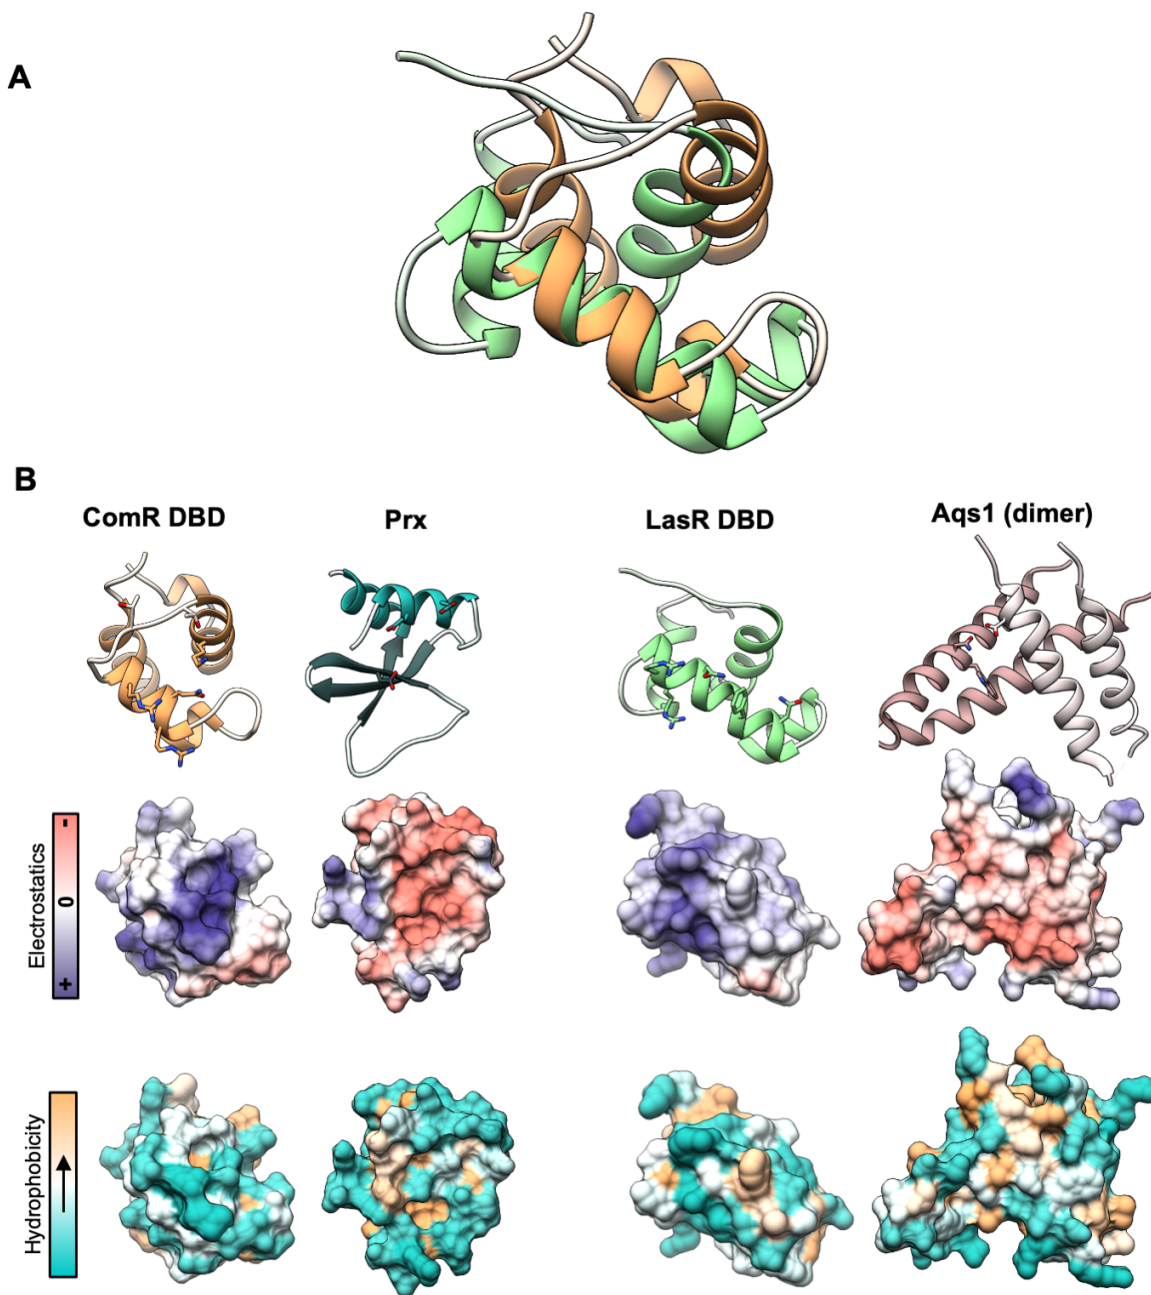 A
B
ComR DBD
Prx
LasR DBD
Aqs1 (dimer)
Electrostatics
-
0
+
Hydrophobicity